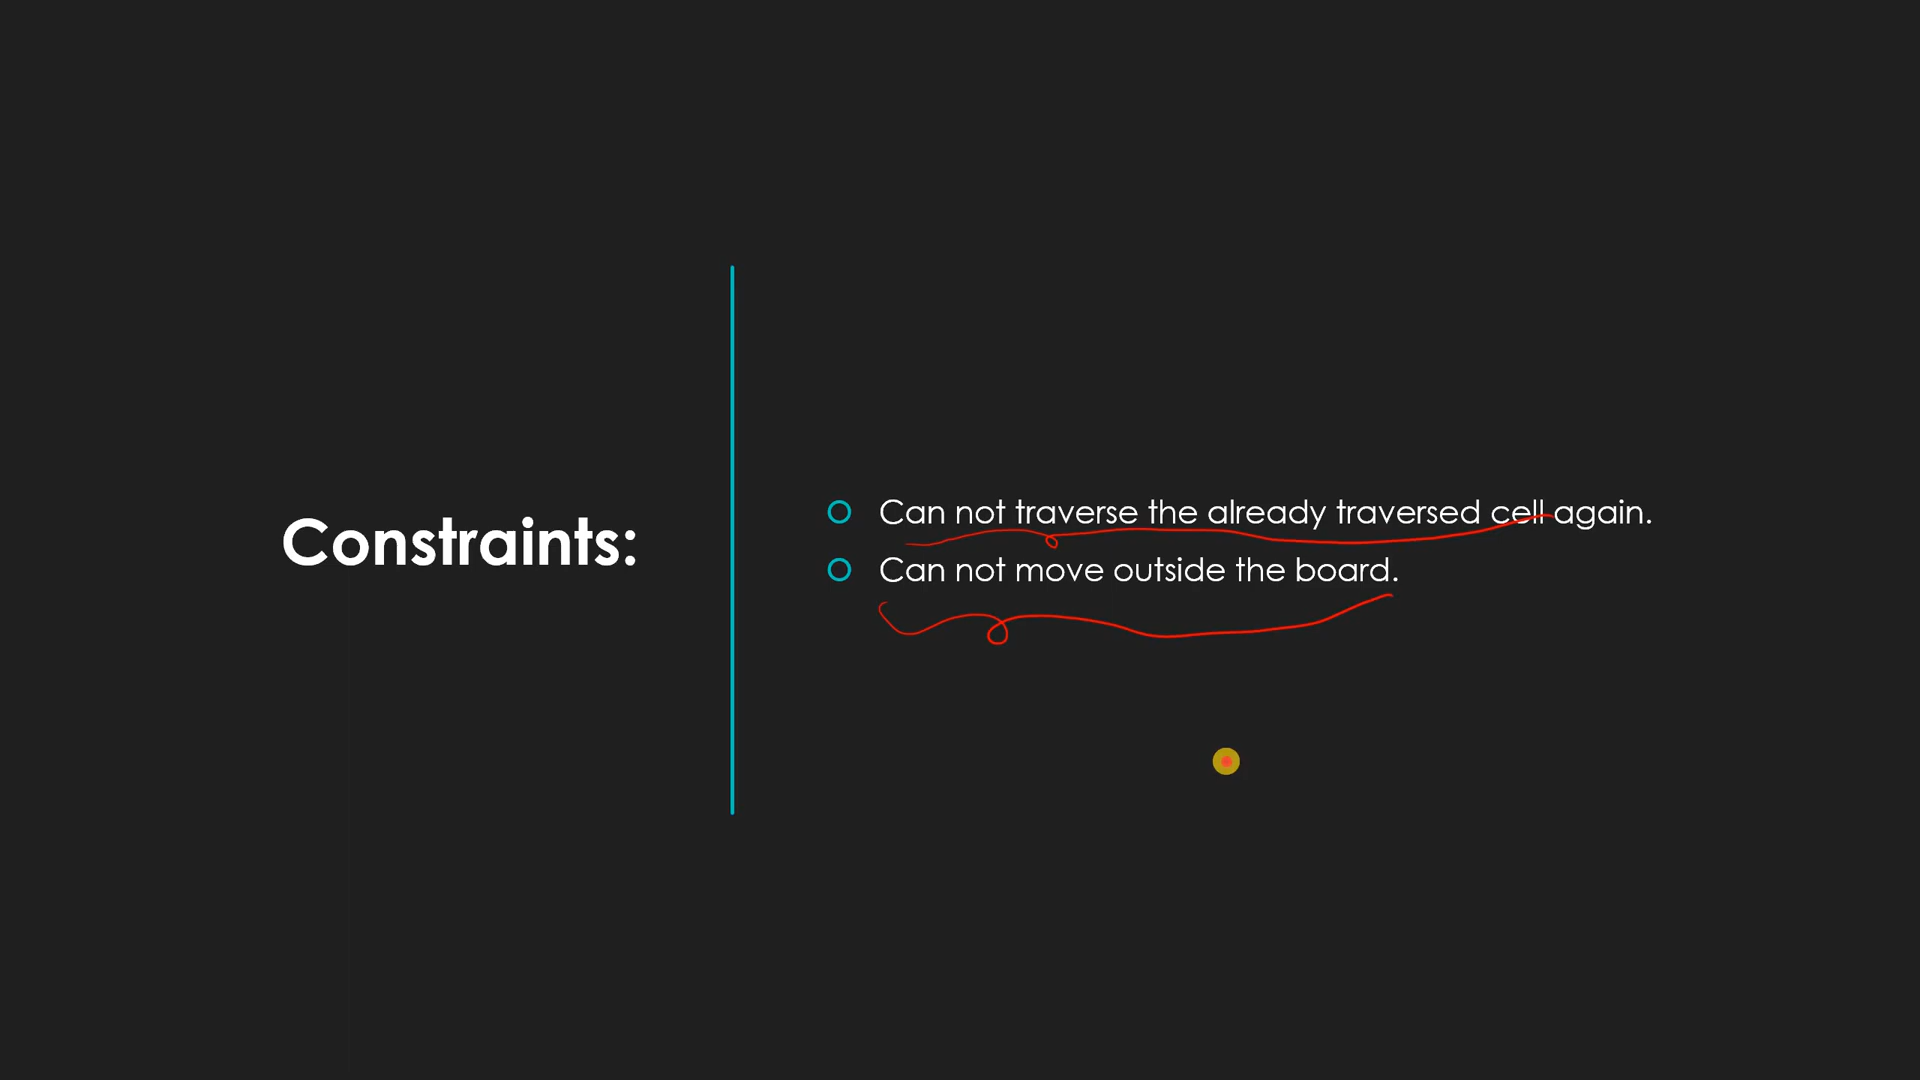 Constraints:
Can not traverse the already traversed cell again.
Can not move outside the board.